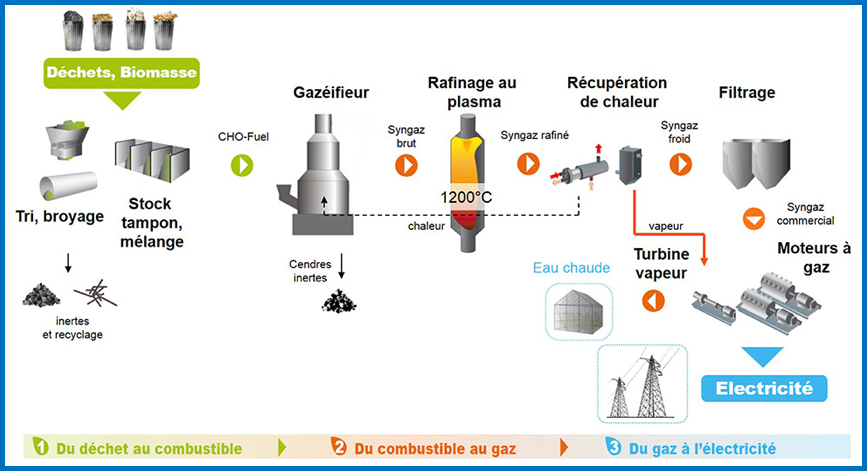 Déchets, Biomasse
Tri, broyage
Stock
tampon,
mélange
inertes
et recyclage
CHO-Fuel
Gazéifieur
Cendres
inertes
Syngaz
brut
Rafinage au
plasma
1200°C
chaleur
Syngaz rafiné
Récupération
de chaleur
Syngaz
froid
Filtrage
Syngaz
commercial
vapeur
Moteurs à
gaz
Turbine
vapeur
Eau chaude
Electricité
1 Du déchet au combustible
2 Du combustible au gaz
3 Du gaz à l'électricité